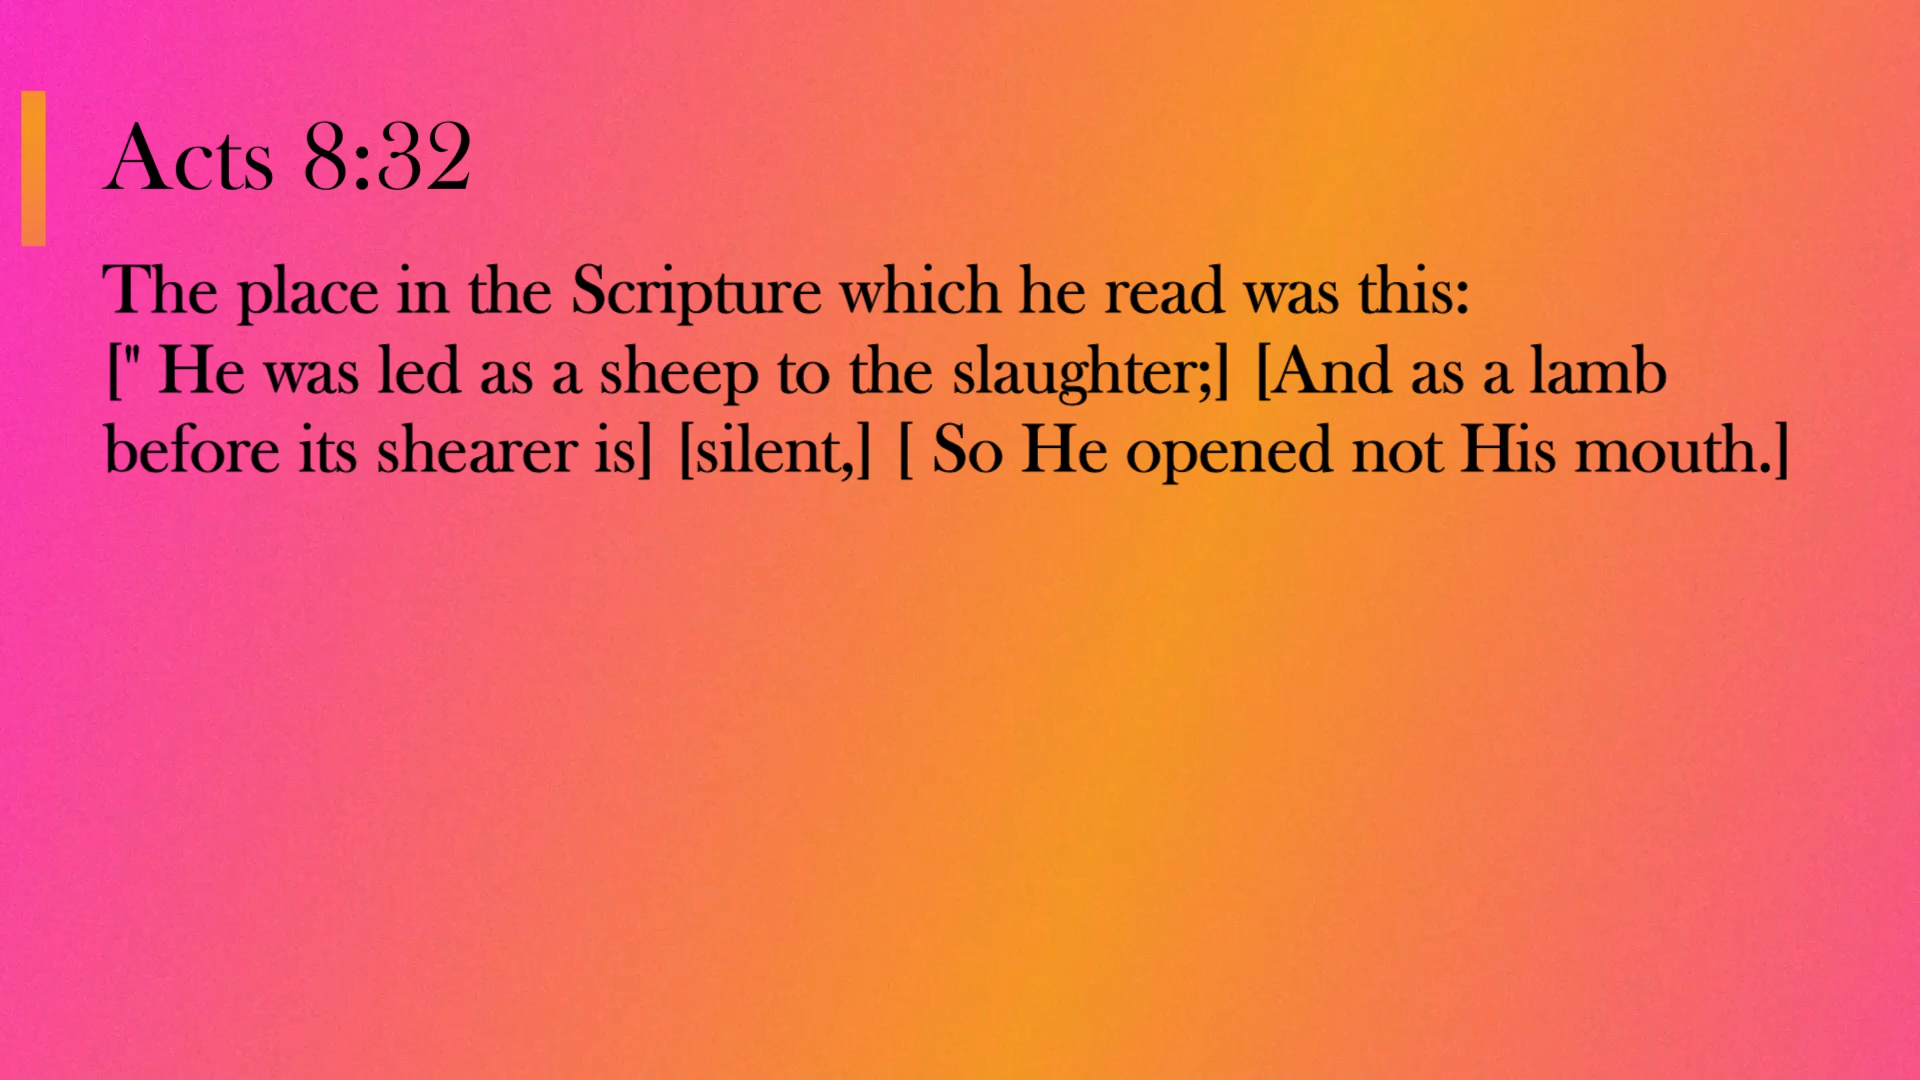 Acts 8:32
The place in the Scripture which he read was this:
[" He was led as a sheep to the slaughter;] [And as a lamb
before its shearer is] [silent,] [ So He opened not His mouth.]